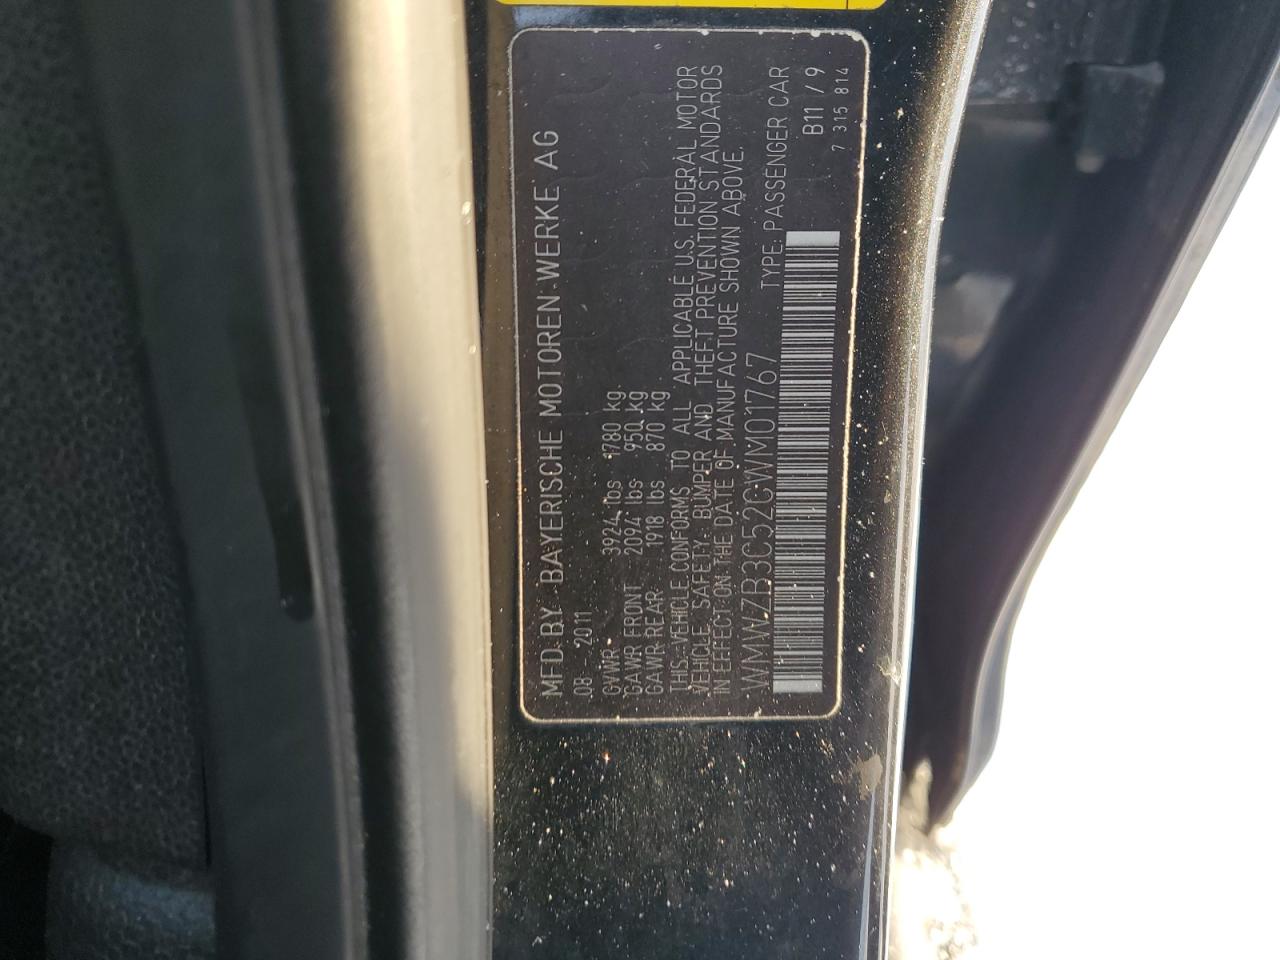 MFD BY BAYERISCHE MOTOREN WERKE AG
08 2011
GVWR 3924 lbs 1780 kg
GAWR FRONT 2094 lbs 950 kg
GAWR REAR 1918 lbs 870 kg
THIS VEHICLE CONFORMS TO ALL APPLICABLE U.S. FEDERAL MOTOR
VEHICLE SAFETY, BUMPER AND THEFT PREVENTION STANDARDS
IN EFFECT ON THE DATE OF MANUFACTURE SHOWN ABOVE.
WMWZB3C52CWM01767 TYPE: PASSENGER CAR
B11 / 9
7 315 814